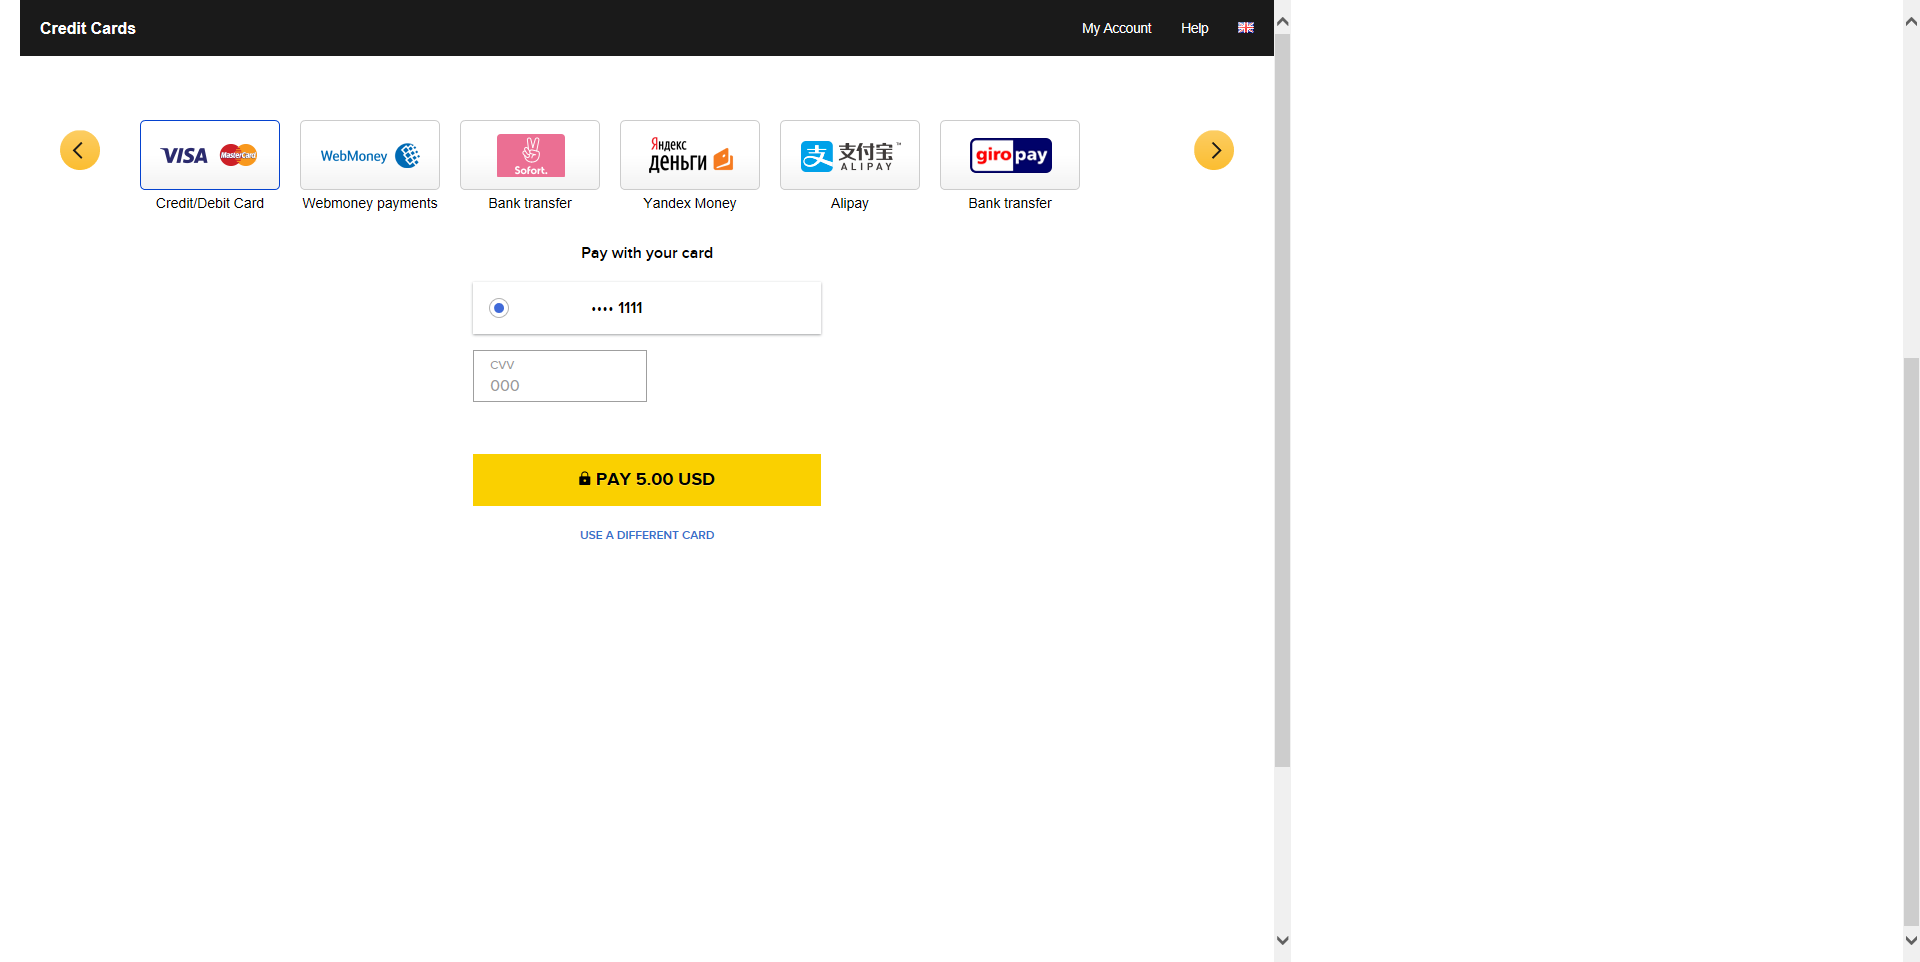 Credit Cards
My Account
Help
VISA
MasterCard
WebMoney
Sofort.
Яндекс
деньги
支付宝™
ALIPAY
giropay
Credit/Debit Card
Webmoney payments
Bank transfer
Yandex Money
Alipay
Bank transfer
Pay with your card
•••• 1111
CVV
000
PAY 5.00 USD
USE A DIFFERENT CARD